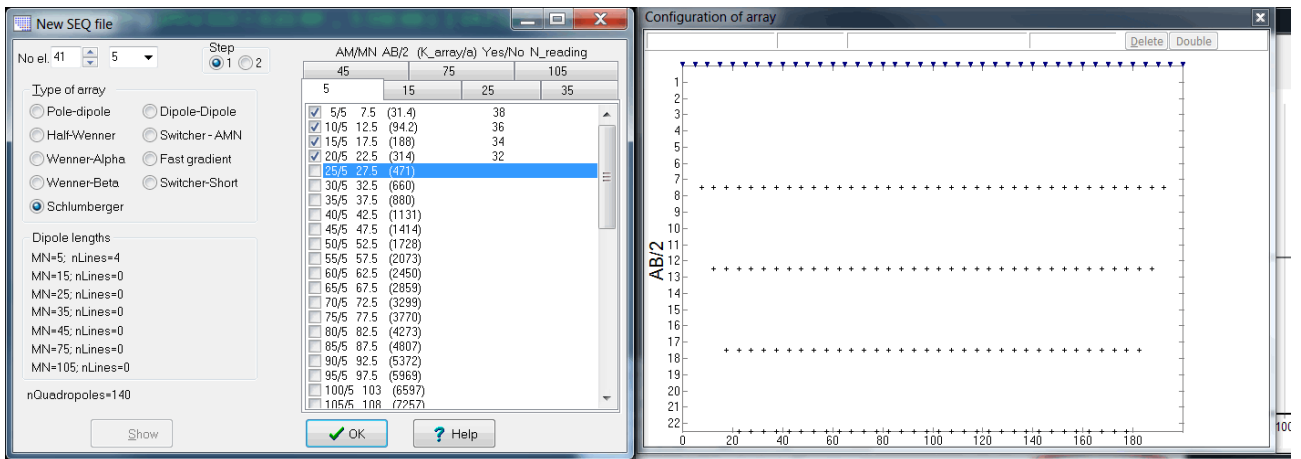 New SEQ file
No el. 41 5 Step
1 2
Type of array
Pole-dipole Dipole-Dipole
Half-Wenner Switcher - AMN
Wenner-Alpha Fast gradient
Wenner-Beta Switcher-Short
Schlumberger
Dipole lengths
MN=5; nLines=4
MN=15; nLines=0
MN=25; nLines=0
MN=35; nLines=0
MN=45; nLines=0
MN=75; nLines=0
MN=105; nLines=0
nQuadropoles=140
Show
AM/MN AB/2 (K_array/a) Yes/No N_reading
45 75 105
5 15 25 35
5/5 7.5 (31.4) 38
10/5 12.5 (94.2) 36
15/5 17.5 (188) 34
20/5 22.5 (314) 32
25/5 27.5 (471)
30/5 32.5 (660)
35/5 37.5 (880)
40/5 42.5 (1131)
45/5 47.5 (1414)
50/5 52.5 (1728)
55/5 57.5 (2073)
60/5 62.5 (2450)
65/5 67.5 (2859)
70/5 72.5 (3299)
75/5 77.5 (3770)
80/5 82.5 (4273)
85/5 87.5 (4807)
90/5 92.5 (5372)
95/5 97.5 (5969)
100/5 103 (6597)
105/5 108 (7257)
OK ? Help
Configuration of array
Delete Double
AB/2
1
2
3
4
5
6
7
8
9
10
11
12
13
14
15
16
17
18
19
20
21
22
0 20 40 60 80 100 120 140 160 180
100